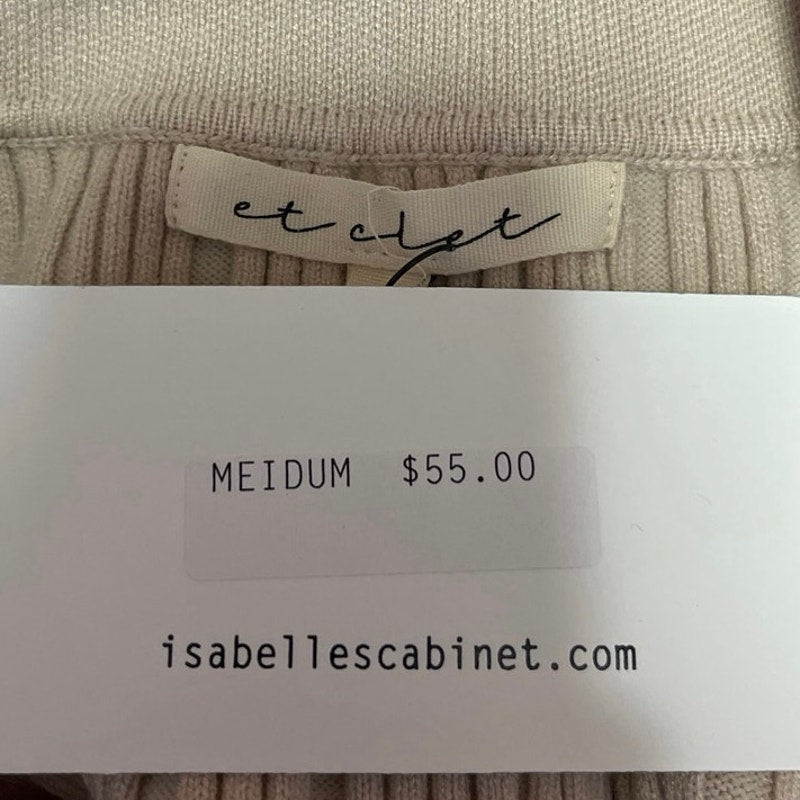 et clet
MEIDUM $55.00
isabellescabinet.com